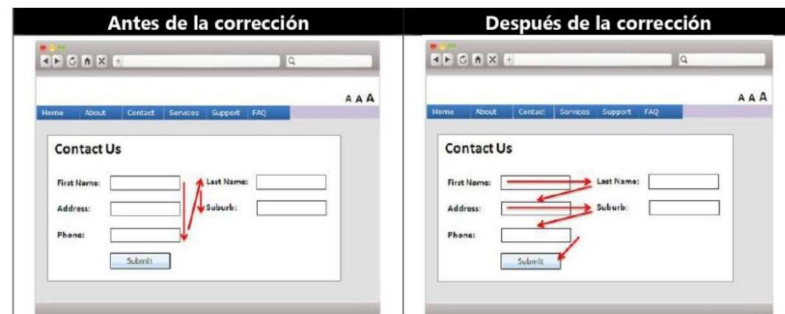 Antes de la corrección
Después de la corrección
A A A
Home About Contact Services Support FAQ
Contact Us
First Name:
Last Name:
Address:
Suburb:
Phone:
Submit
A A A
Home About Contact Services Support FAQ
Contact Us
First Name:
Last Name:
Address:
Suburb:
Phone:
Submit